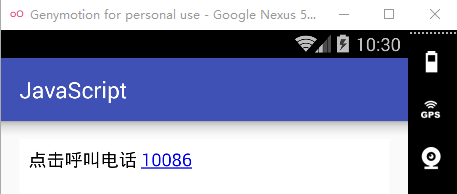 Genymotion for personal use - Google Nexus 5...
10:30
JavaScript
GPS
点击呼叫电话 10086